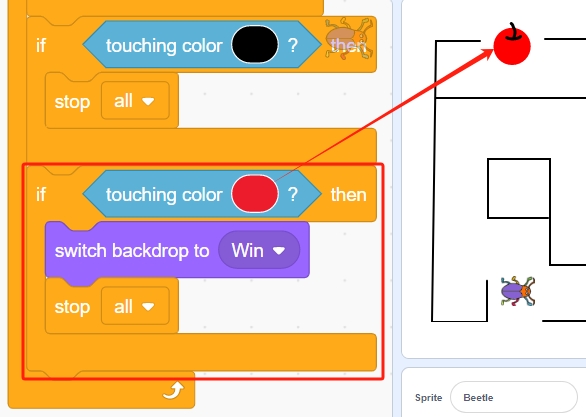 if touching color ? then
stop all
if touching color ? then
switch backdrop to Win
stop all
Sprite Beetle